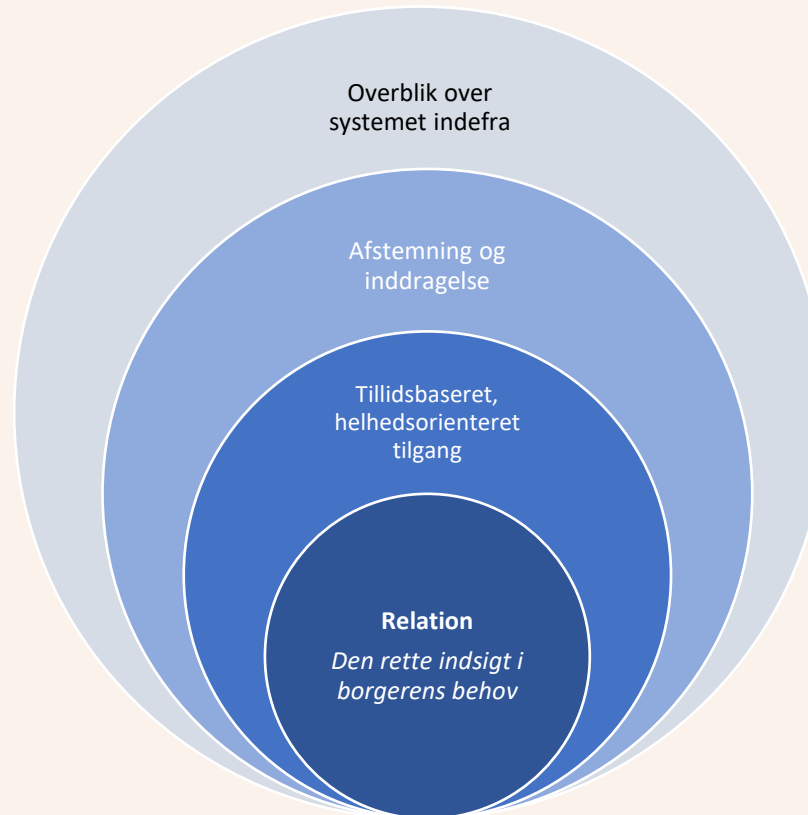 Overblik over
systemet indefra
Afstemning og
inddragelse
Tillidsbaseret,
helhedsorienteret
tilgang
Relation
Den rette indsigt i
borgerens behov